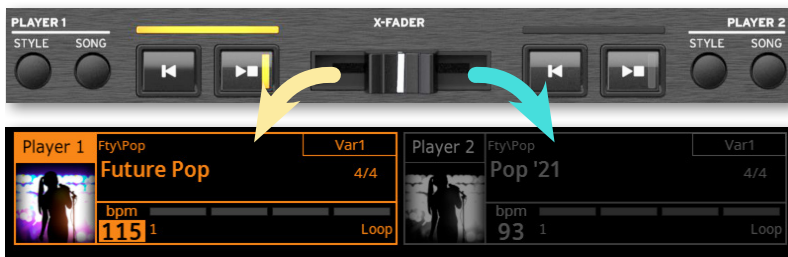 PLAYER 1
X-FADER
PLAYER 2
STYLE SONG
STYLE SONG
Player 1
Fty\Pop
Var1
Future Pop
4/4
bpm
115
1
Loop
Player 2
Fty\Pop
Var1
Pop '21
4/4
bpm
93
1
Loop